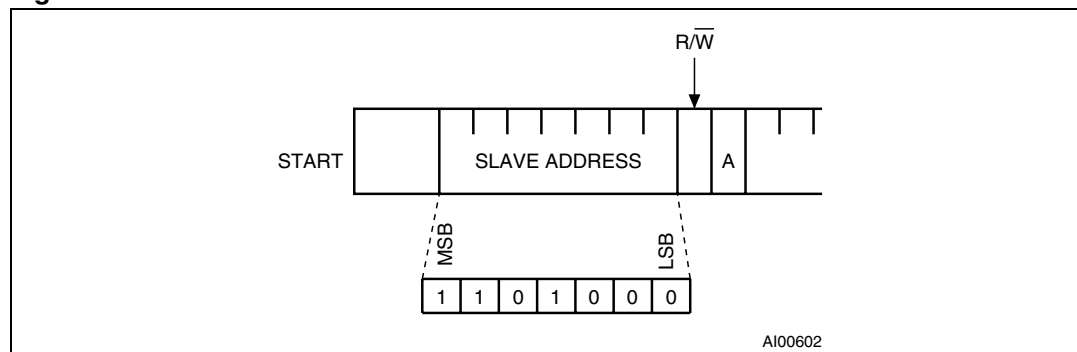 R/W̅
START SLAVE ADDRESS A
MSB LSB
1 1 0 1 0 0 0
AI00602